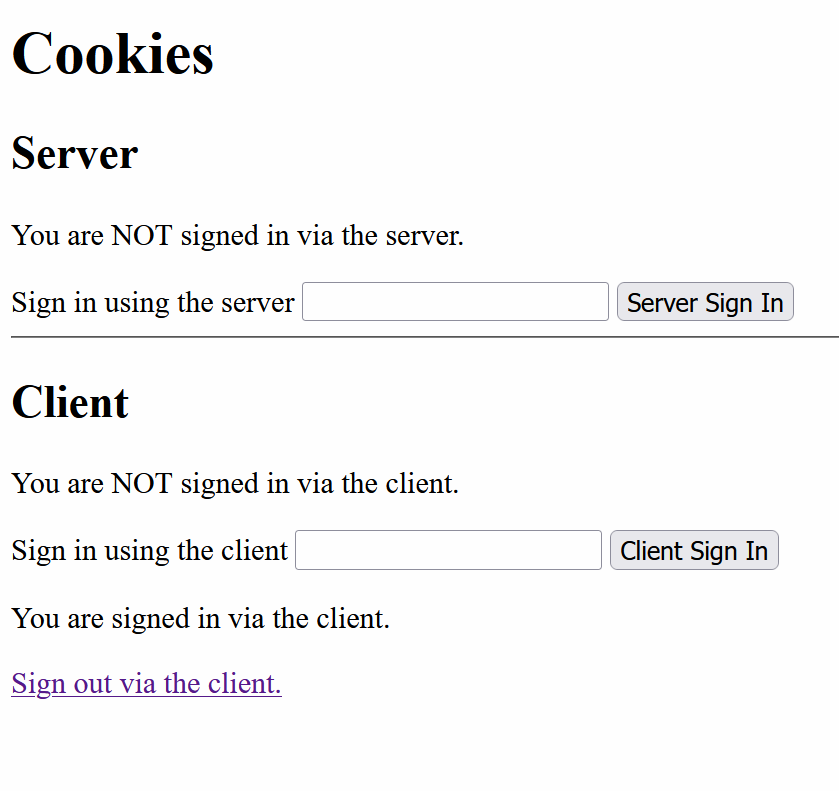 Cookies
Server
You are NOT signed in via the server.
Sign in using the server Server Sign In
Client
You are NOT signed in via the client.
Sign in using the client Client Sign In
You are signed in via the client.
Sign out via the client.